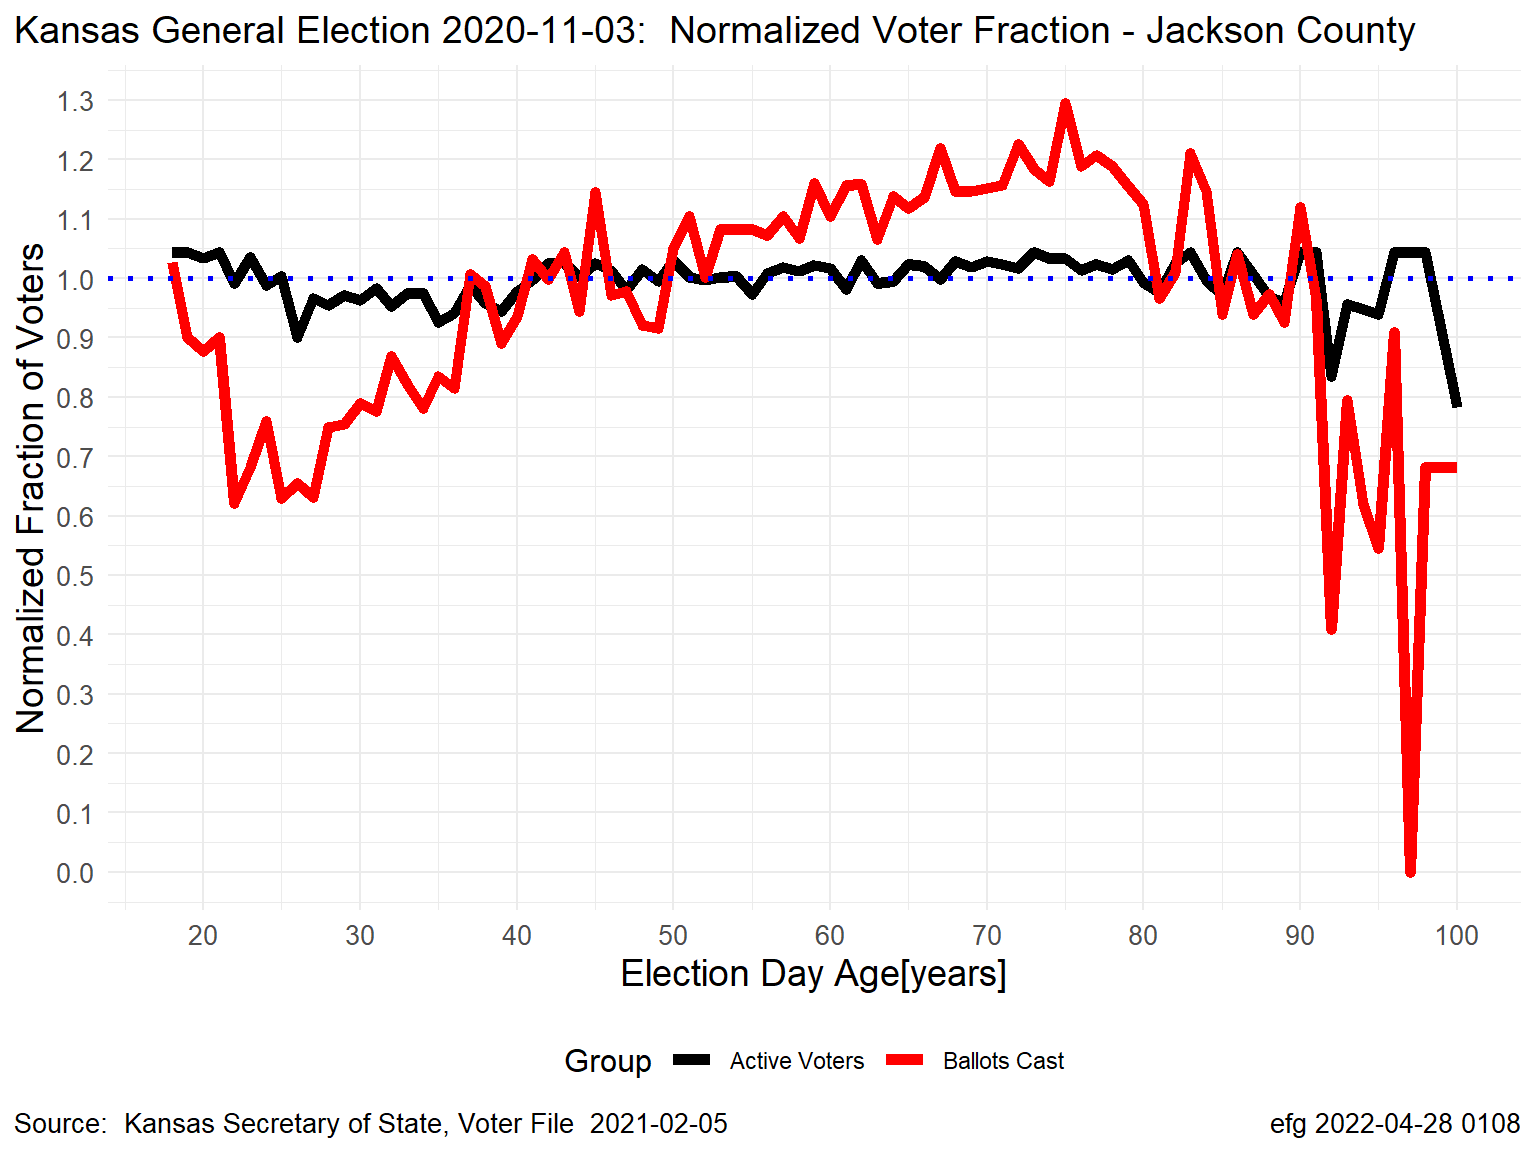 Kansas General Election 2020-11-03:  Normalized Voter Fraction - Jackson County
Normalized Fraction of Voters
1.3
1.2
1.1
1.0
0.9
0.8
0.7
0.6
0.5
0.4
0.3
0.2
0.1
0.0
20 30 40 50 60 70 80 90 100
Election Day Age[years]
Group Active Voters Ballots Cast
Source:  Kansas Secretary of State, Voter File  2021-02-05
efg 2022-04-28 0108